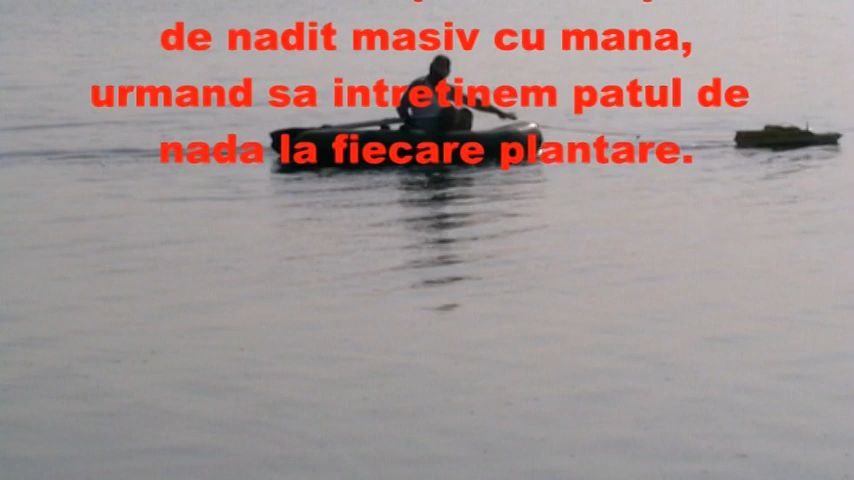 de nadit masiv cu mana,
urmand sa intretinem patul de
nada la fiecare plantare.